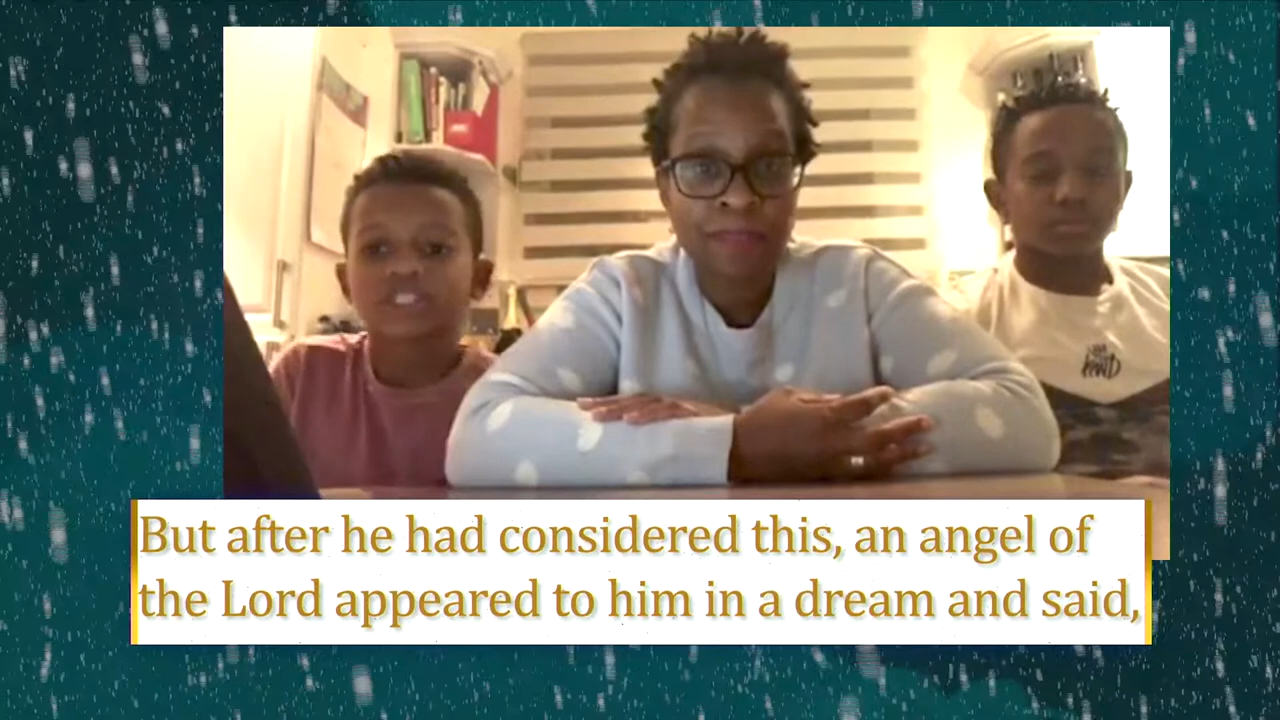 But after he had considered this, an angel of
the Lord appeared to him in a dream and said,